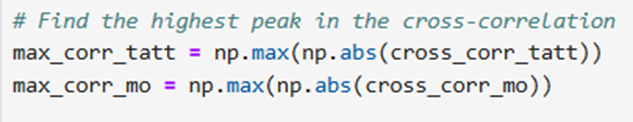 # Find the highest peak in the cross-correlation
max_corr_tatt = np.max(np.abs(cross_corr_tatt))
max_corr_mo = np.max(np.abs(cross_corr_mo))